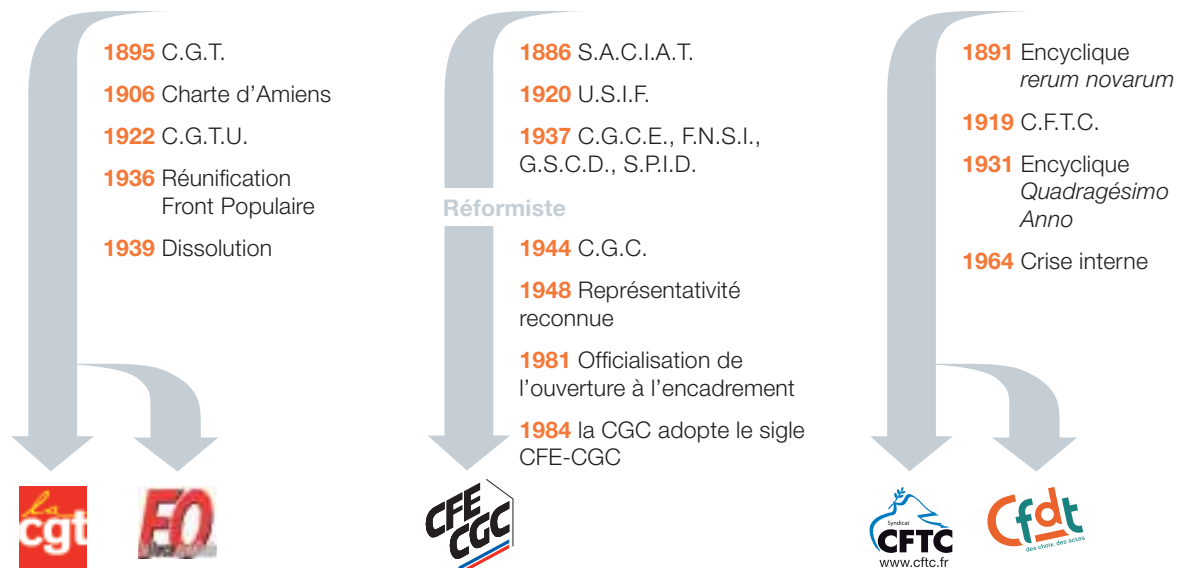 1895 C.G.T.
1906 Charte d'Amiens
1922 C.G.T.U.
1936 Réunification
Front Populaire
1939 Dissolution
la
cgt
FO
1886 S.A.C.I.A.T.
1920 U.S.I.F.
1937 C.G.C.E., F.N.S.I.,
G.S.C.D., S.P.I.D.
Réformiste
1944 C.G.C.
1948 Représentativité
reconnue
1981 Officialisation de
l'ouverture à l'encadrement
1984 la CGC adopte le sigle
CFE-CGC
CFE
CGC
1891 Encyclique
rerum novarum
1919 C.F.T.C.
1931 Encyclique
Quadragésimo
Anno
1964 Crise interne
Syndicat
CFTC
www.cftc.fr
Cfdt
des choix, des actes